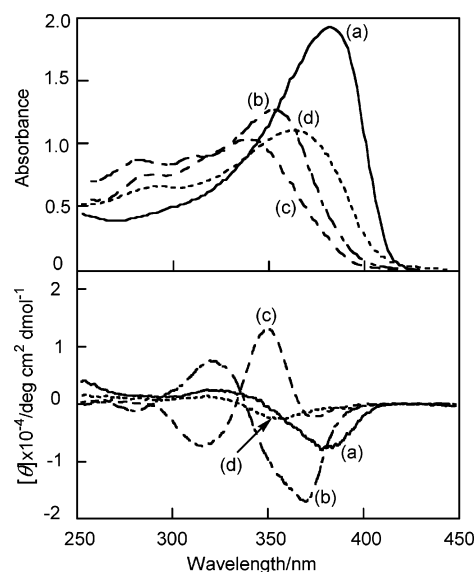 2.0
1.5
1.0
0.5
0
Absorbance
(a)
(b)
(d)
(c)
2
1
0
-1
-2
[θ]x10⁻⁴/deg cm² dmol⁻¹
(c)
(d)
(a)
(b)
250 300 350 400 450
Wavelength/nm